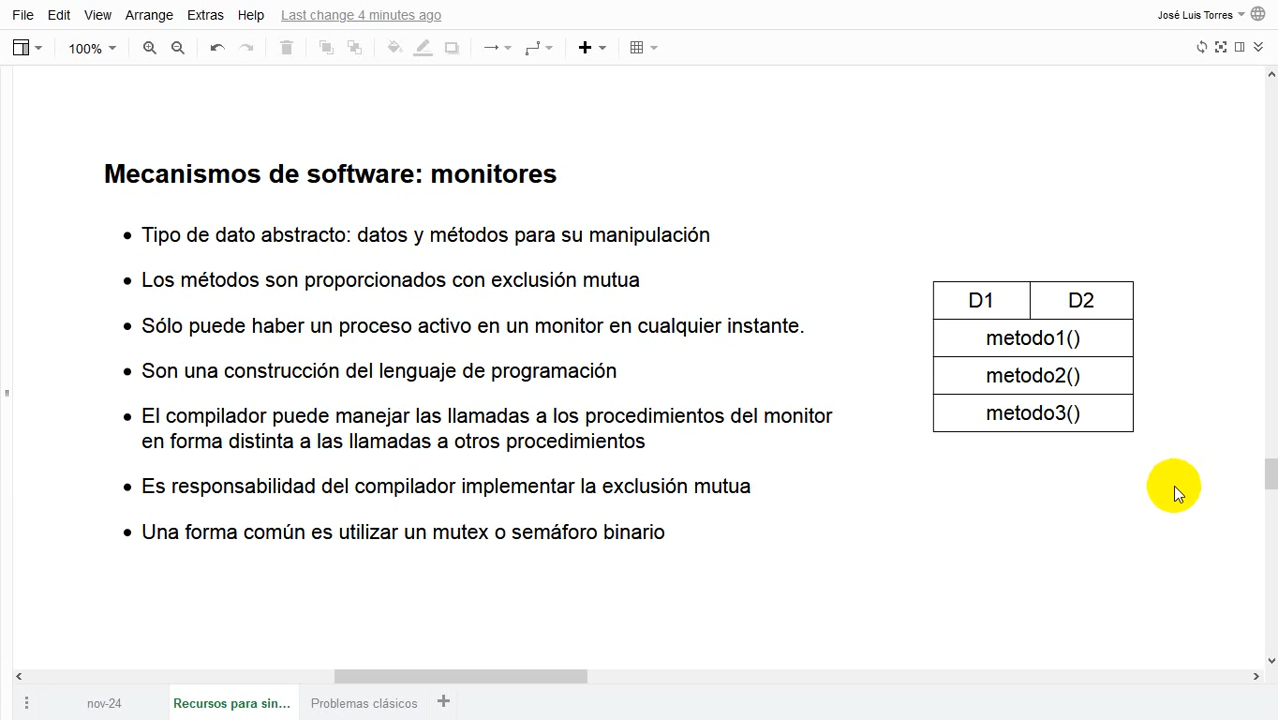 File Edit View Arrange Extras Help Last change 4 minutes ago José Luis Torres
100%
Mecanismos de software: monitores
Tipo de dato abstracto: datos y métodos para su manipulación
Los métodos son proporcionados con exclusión mutua
Sólo puede haber un proceso activo en un monitor en cualquier instante.
Son una construcción del lenguaje de programación
El compilador puede manejar las llamadas a los procedimientos del monitor
en forma distinta a las llamadas a otros procedimientos
Es responsabilidad del compilador implementar la exclusión mutua
Una forma común es utilizar un mutex o semáforo binario
D1 D2
metodo1()
metodo2()
metodo3()
nov-24 Recursos para sin... Problemas clásicos